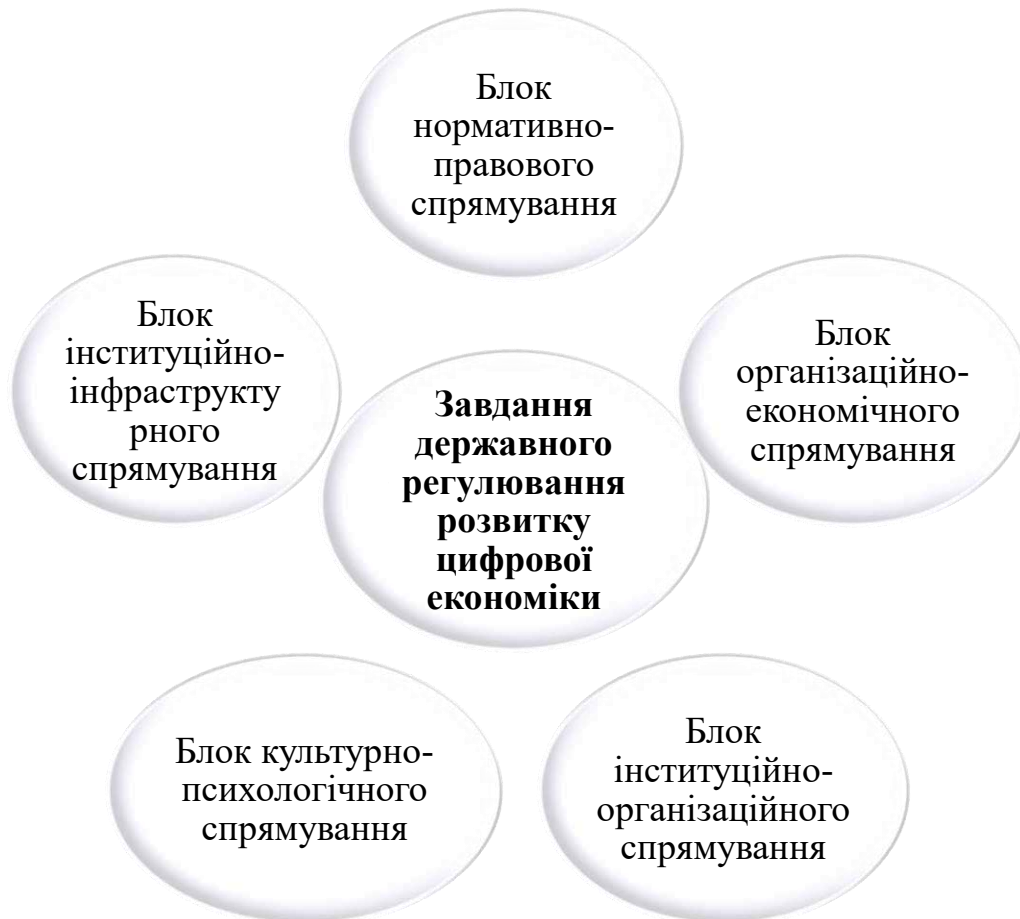 Блок
нормативно-
правового
спрямування
Блок
інституційно-
інфраструкту
рного
спрямування
Блок
організаційно-
економічного
спрямування
Завдання
державного
регулювання
розвитку
цифрової
економіки
Блок культурно-
психологічного
спрямування
Блок
інституційно-
організаційного
спрямування